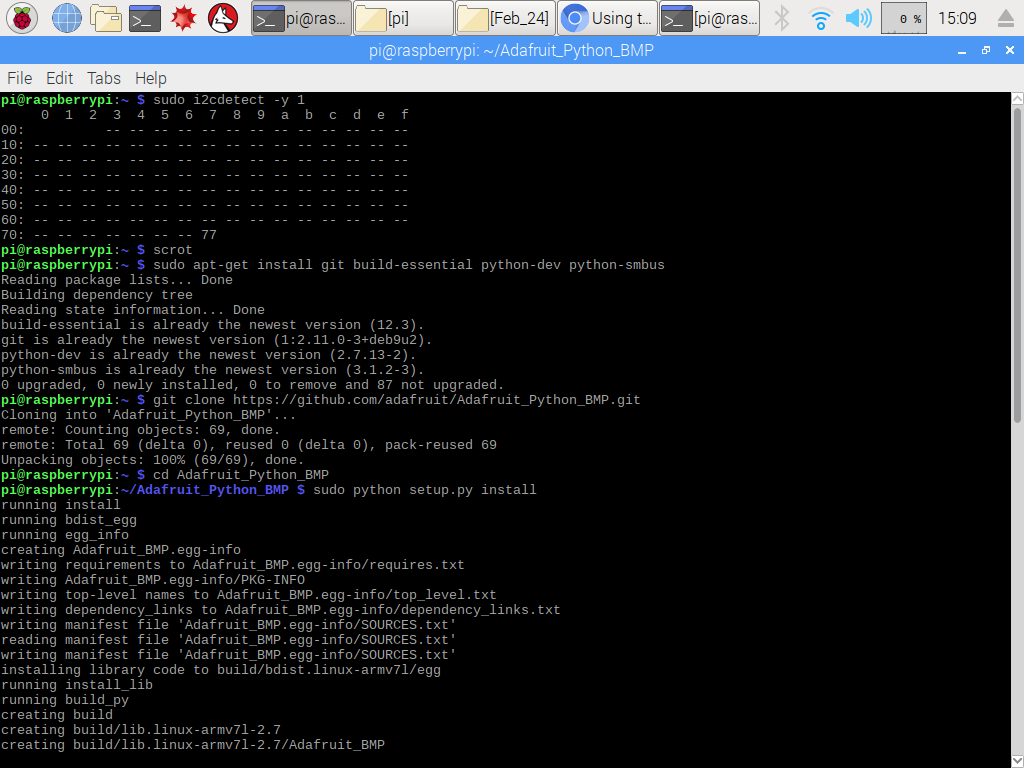 pi@ras... [pi] [Feb_24] Using t... [pi@ras... 0 % 15:09
pi@raspberrypi: ~/Adafruit_Python_BMP
File Edit Tabs Help
pi@raspberrypi:~ $ sudo i2cdetect -y 1
     0  1  2  3  4  5  6  7  8  9  a  b  c  d  e  f
00:          -- -- -- -- -- -- -- -- -- -- -- -- --
10: -- -- -- -- -- -- -- -- -- -- -- -- -- -- -- --
20: -- -- -- -- -- -- -- -- -- -- -- -- -- -- -- --
30: -- -- -- -- -- -- -- -- -- -- -- -- -- -- -- --
40: -- -- -- -- -- -- -- -- -- -- -- -- -- -- -- --
50: -- -- -- -- -- -- -- -- -- -- -- -- -- -- -- --
60: -- -- -- -- -- -- -- -- -- -- -- -- -- -- -- --
70: -- -- -- -- -- -- -- 77
pi@raspberrypi:~ $ scrot
pi@raspberrypi:~ $ sudo apt-get install git build-essential python-dev python-smbus
Reading package lists... Done
Building dependency tree
Reading state information... Done
build-essential is already the newest version (12.3).
git is already the newest version (1:2.11.0-3+deb9u2).
python-dev is already the newest version (2.7.13-2).
python-smbus is already the newest version (3.1.2-3).
0 upgraded, 0 newly installed, 0 to remove and 87 not upgraded.
pi@raspberrypi:~ $ git clone https://github.com/adafruit/Adafruit_Python_BMP.git
Cloning into 'Adafruit_Python_BMP'...
remote: Counting objects: 69, done.
remote: Total 69 (delta 0), reused 0 (delta 0), pack-reused 69
Unpacking objects: 100% (69/69), done.
pi@raspberrypi:~ $ cd Adafruit_Python_BMP
pi@raspberrypi:~/Adafruit_Python_BMP $ sudo python setup.py install
running install
running bdist_egg
running egg_info
creating Adafruit_BMP.egg-info
writing requirements to Adafruit_BMP.egg-info/requires.txt
writing Adafruit_BMP.egg-info/PKG-INFO
writing top-level names to Adafruit_BMP.egg-info/top_level.txt
writing dependency_links to Adafruit_BMP.egg-info/dependency_links.txt
writing manifest file 'Adafruit_BMP.egg-info/SOURCES.txt'
reading manifest file 'Adafruit_BMP.egg-info/SOURCES.txt'
writing manifest file 'Adafruit_BMP.egg-info/SOURCES.txt'
installing library code to build/bdist.linux-armv7l/egg
running install_lib
running build_py
creating build
creating build/lib.linux-armv7l-2.7
creating build/lib.linux-armv7l-2.7/Adafruit_BMP